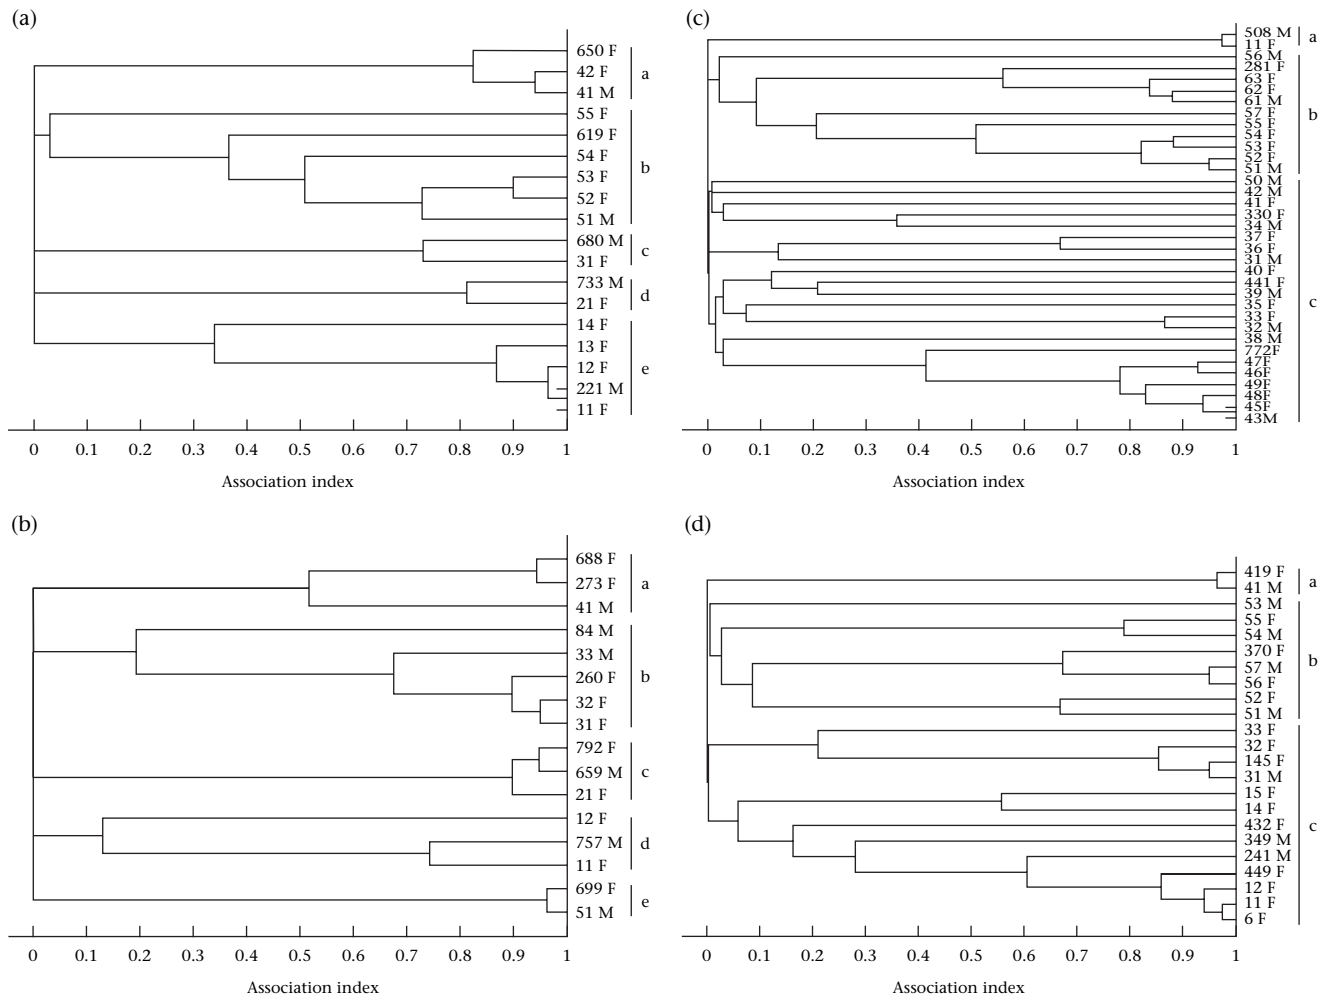 (a)
650 F
42 F
41 M
a
55 F
619 F
54 F
53 F
52 F
51 M
b
680 M
31 F
c
733 M
21 F
d
14 F
13 F
12 F
221 M
11 F
e
0 0.1 0.2 0.3 0.4 0.5 0.6 0.7 0.8 0.9 1
Association index
(b)
688 F
273 F
41 M
a
84 M
33 M
260 F
32 F
31 F
b
792 F
659 M
21 F
c
12 F
757 M
11 F
d
699 F
51 M
e
0 0.1 0.2 0.3 0.4 0.5 0.6 0.7 0.8 0.9 1
Association index
(c)
508 M
11 F
a
56 M
281 F
63 F
62 F
61 M
57 F
55 F
54 F
53 F
52 F
51 M
b
50 M
42 M
41 F
330 F
34 M
37 F
36 F
31 M
40 F
441 F
39 M
35 F
33 F
32 M
38 M
772F
47F
46F
49F
48F
45F
43M
c
0 0.1 0.2 0.3 0.4 0.5 0.6 0.7 0.8 0.9 1
Association index
(d)
419 F
41 M
a
53 M
55 F
54 M
370 F
57 M
56 F
52 F
51 M
b
33 F
32 F
145 F
31 M
15 F
14 F
432 F
349 M
241 M
449 F
12 F
11 F
6 F
c
0 0.1 0.2 0.3 0.4 0.5 0.6 0.7 0.8 0.9 1
Association index